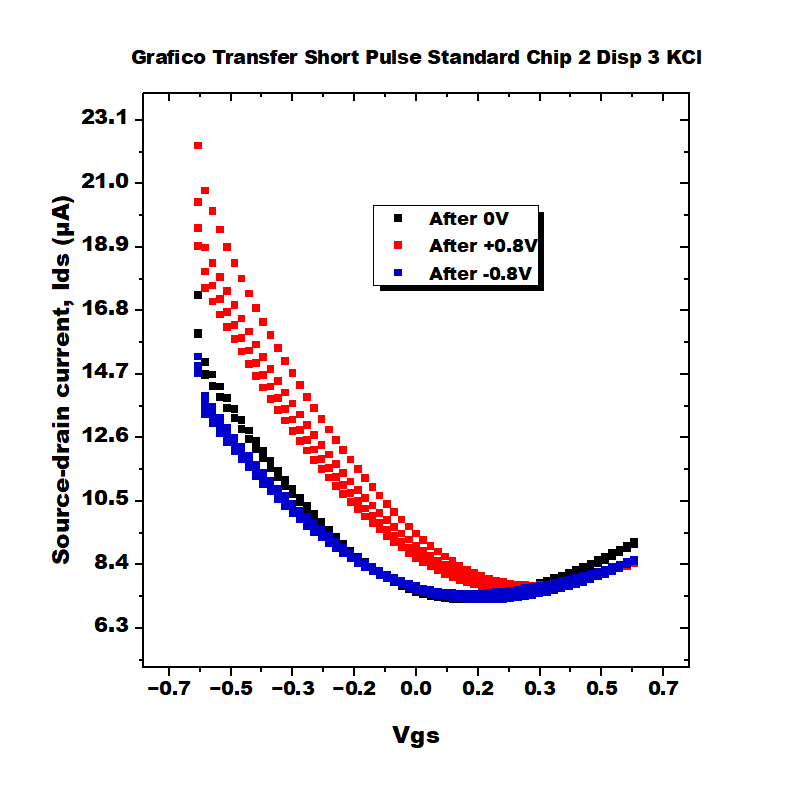 Grafico Transfer Short Pulse Standard Chip 2 Disp 3 KCl
23.1
21.0
18.9
16.8
14.7
12.6
10.5
8.4
6.3
Source-drain current, Ids (µA)
After 0V
After +0.8V
After -0.8V
−0.7 −0.5 −0.3 −0.2 0.0 0.2 0.3 0.5 0.7
Vgs